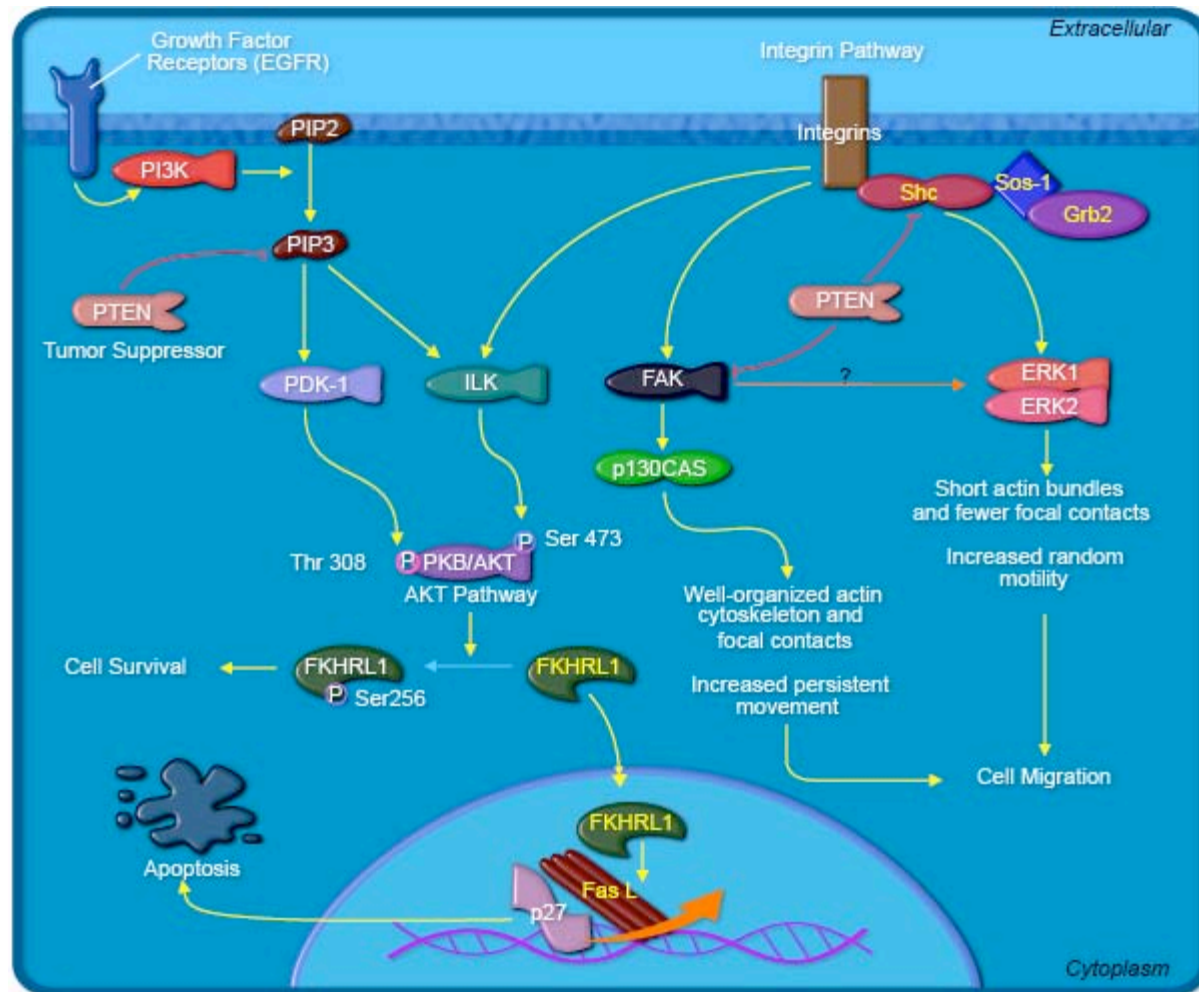 Extracellular
Growth Factor
Receptors (EGFR)
Integrin Pathway
PIP2
Integrins
PI3K
Shc
Sos-1
Grb2
PIP3
PTEN
Tumor Suppressor
PTEN
PDK-1
ILK
FAK
?
ERK1
ERK2
p130CAS
Short actin bundles
and fewer focal contacts
Increased random
motility
Thr 308
P
PKB/AKT
P
Ser 473
AKT Pathway
Well-organized actin
cytoskeleton and
focal contacts
Increased persistent
movement
Cell Survival
FKHRL1
P
Ser256
FKHRL1
Cell Migration
FKHRL1
Apoptosis
Fas L
p27
Cytoplasm